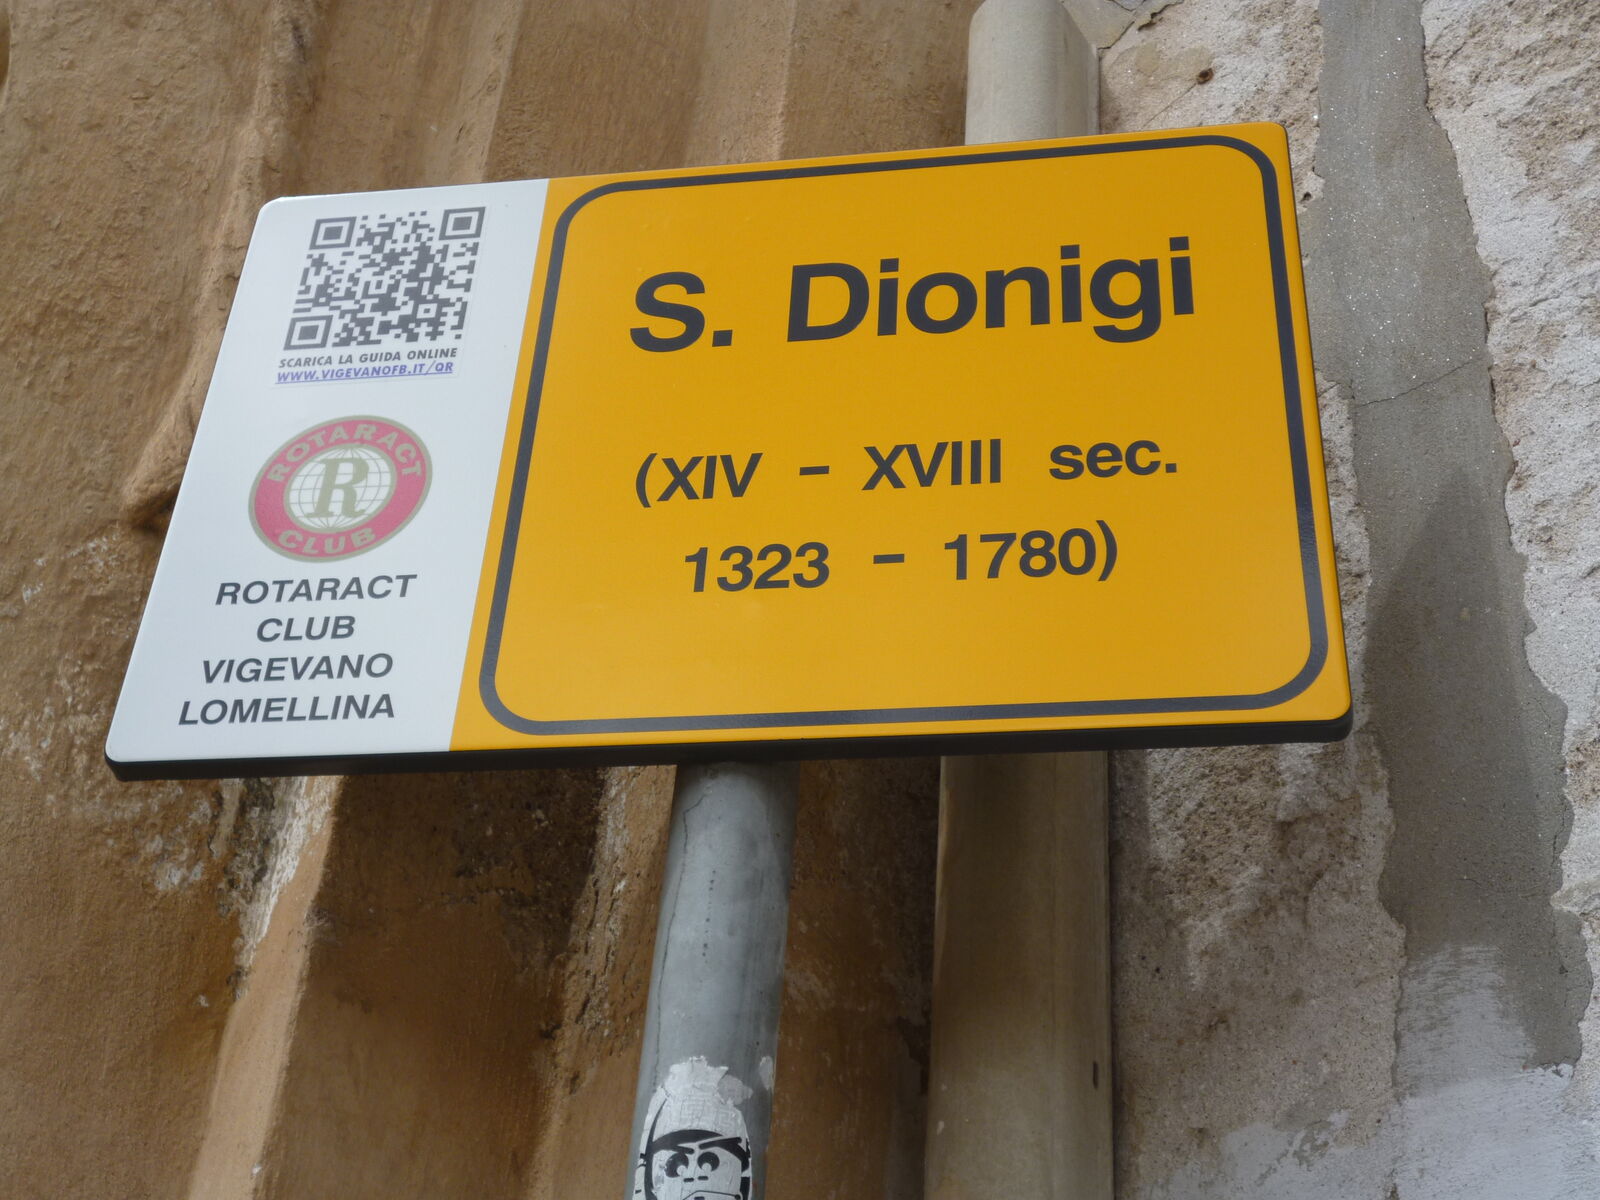 SCARICA LA GUIDA ONLINE
WWW.VIGEVANOFB.IT/QR
ROTARACT
R
CLUB
ROTARACT
CLUB
VIGEVANO
LOMELLINA
S. Dionigi
(XIV - XVIII sec.
1323 - 1780)